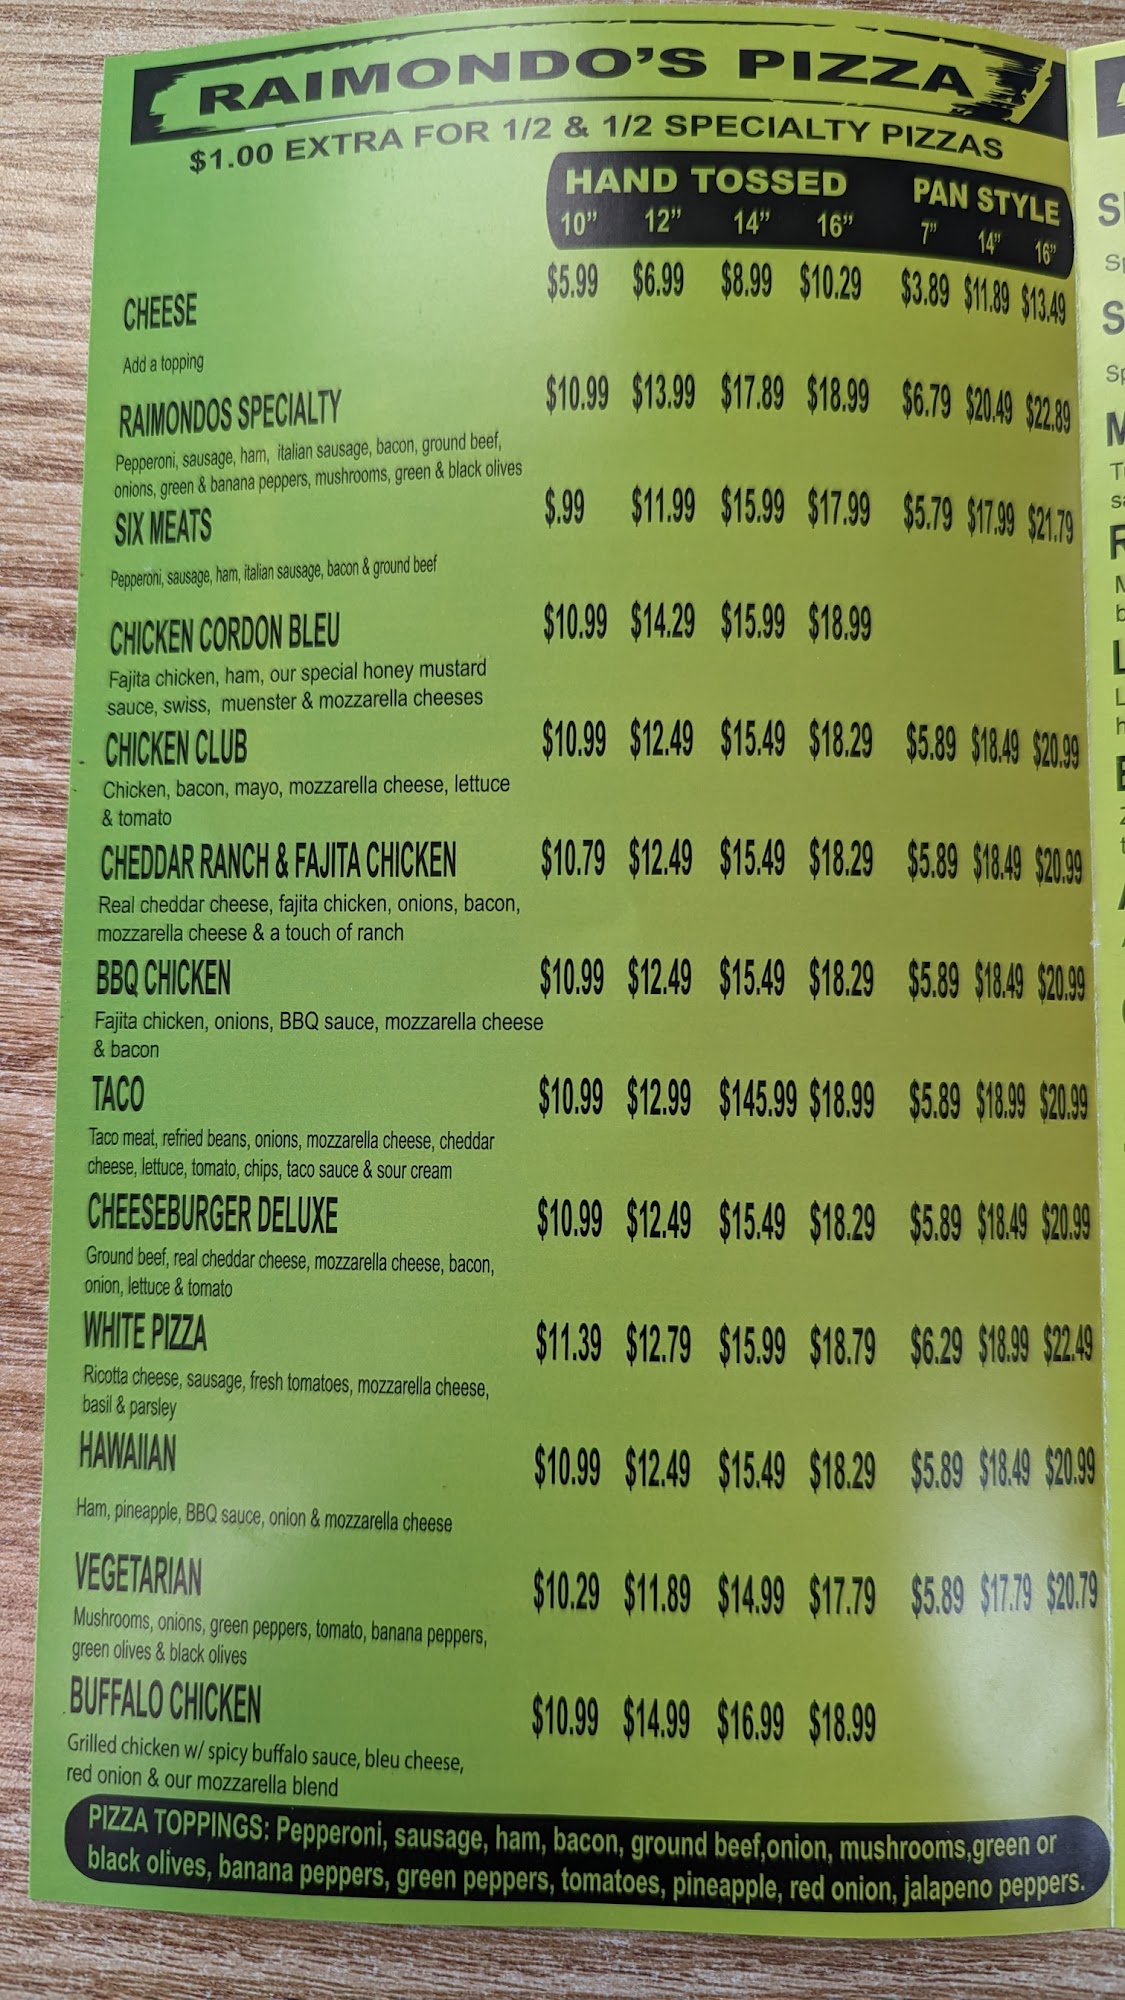 RAIMONDO'S PIZZA
$1.00 EXTRA FOR 1/2 & 1/2 SPECIALTY PIZZAS
HAND TOSSED PAN STYLE
10” 12” 14” 16” 7” 14” 16”
CHEESE $5.99 $6.99 $8.99 $10.29 $3.89 $11.89 $13.49
Add a topping
RAIMONDOS SPECIALTY $10.99 $13.99 $17.89 $18.99 $6.79 $20.49 $22.89
Pepperoni, sausage, ham, italian sausage, bacon, ground beef,
onions, green & banana peppers, mushrooms, green & black olives
SIX MEATS $.99 $11.99 $15.99 $17.99 $5.79 $17.99 $21.79
Pepperoni, sausage, ham, italian sausage, bacon & ground beef
CHICKEN CORDON BLEU $10.99 $14.29 $15.99 $18.99
Fajita chicken, ham, our special honey mustard
sauce, swiss, muenster & mozzarella cheeses
CHICKEN CLUB $10.99 $12.49 $15.49 $18.29 $5.89 $18.49 $20.99
Chicken, bacon, mayo, mozzarella cheese, lettuce
& tomato
CHEDDAR RANCH & FAJITA CHICKEN $10.79 $12.49 $15.49 $18.29 $5.89 $18.49 $20.99
Real cheddar cheese, fajita chicken, onions, bacon,
mozzarella cheese & a touch of ranch
BBQ CHICKEN $10.99 $12.49 $15.49 $18.29 $5.89 $18.49 $20.99
Fajita chicken, onions, BBQ sauce, mozzarella cheese
& bacon
TACO $10.99 $12.99 $145.99 $18.99 $5.89 $18.99 $20.99
Taco meat, refried beans, onions, mozzarella cheese, cheddar
cheese, lettuce, tomato, chips, taco sauce & sour cream
CHEESEBURGER DELUXE $10.99 $12.49 $15.49 $18.29 $5.89 $18.49 $20.99
Ground beef, real cheddar cheese, mozzarella cheese, bacon,
onion, lettuce & tomato
WHITE PIZZA $11.39 $12.79 $15.99 $18.79 $6.29 $18.99 $22.49
Ricotta cheese, sausage, fresh tomatoes, mozzarella cheese,
basil & parsley
HAWAIIAN $10.99 $12.49 $15.49 $18.29 $5.89 $18.49 $20.99
Ham, pineapple, BBQ sauce, onion & mozzarella cheese
VEGETARIAN $10.29 $11.89 $14.99 $17.79 $5.89 $17.79 $20.79
Mushrooms, onions, green peppers, tomato, banana peppers,
green olives & black olives
BUFFALO CHICKEN $10.99 $14.99 $16.99 $18.99
Grilled chicken w/ spicy buffalo sauce, bleu cheese,
red onion & our mozzarella blend
PIZZA TOPPINGS: Pepperoni, sausage, ham, bacon, ground beef,onion, mushrooms,green or
black olives, banana peppers, green peppers, tomatoes, pineapple, red onion, jalapeno peppers.